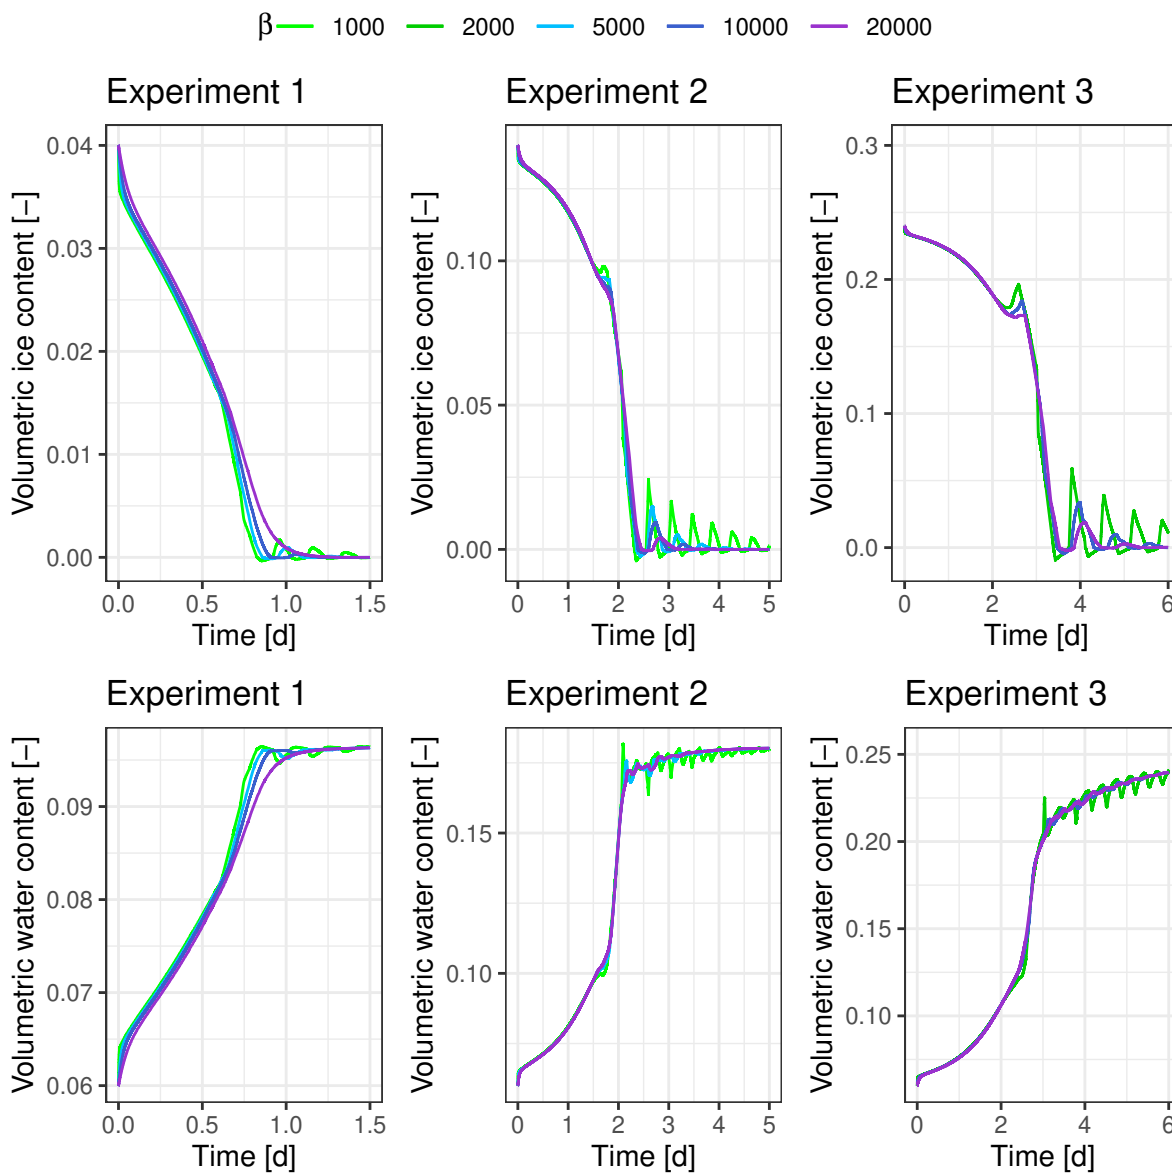 β 1000 2000 5000 10000 20000
Experiment 1
Experiment 2
Experiment 3
Volumetric ice content [−]
0.04
0.03
0.02
0.01
0.00
0.0 0.5 1.0 1.5
Time [d]
Volumetric ice content [−]
0.10
0.05
0.00
0 1 2 3 4 5
Time [d]
Volumetric ice content [−]
0.3
0.2
0.1
0.0
0 2 4 6
Time [d]
Experiment 1
Experiment 2
Experiment 3
Volumetric water content [−]
0.09
0.08
0.07
0.06
0.0 0.5 1.0 1.5
Time [d]
Volumetric water content [−]
0.15
0.10
0 1 2 3 4 5
Time [d]
Volumetric water content [−]
0.25
0.20
0.15
0.10
0 2 4 6
Time [d]